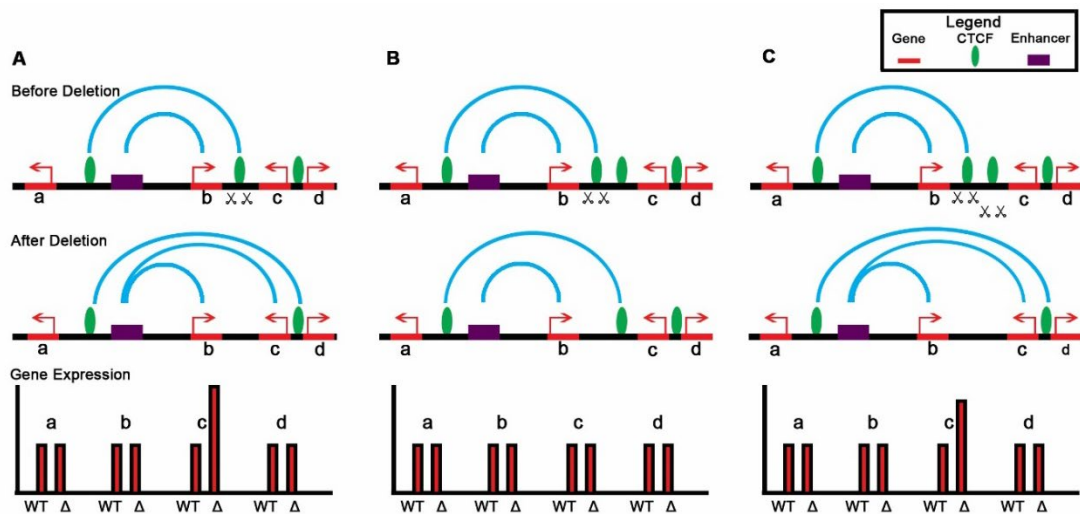 Legend
Gene CTCF Enhancer
A B C
Before Deletion
a b c d
a b c d
a b c d
After Deletion
a b c d
a b c d
a b c d
Gene Expression
a b c d
a b c d
a b c d
WT Δ WT Δ WT Δ WT Δ
WT Δ WT Δ WT Δ WT Δ
WT Δ WT Δ WT Δ WT Δ